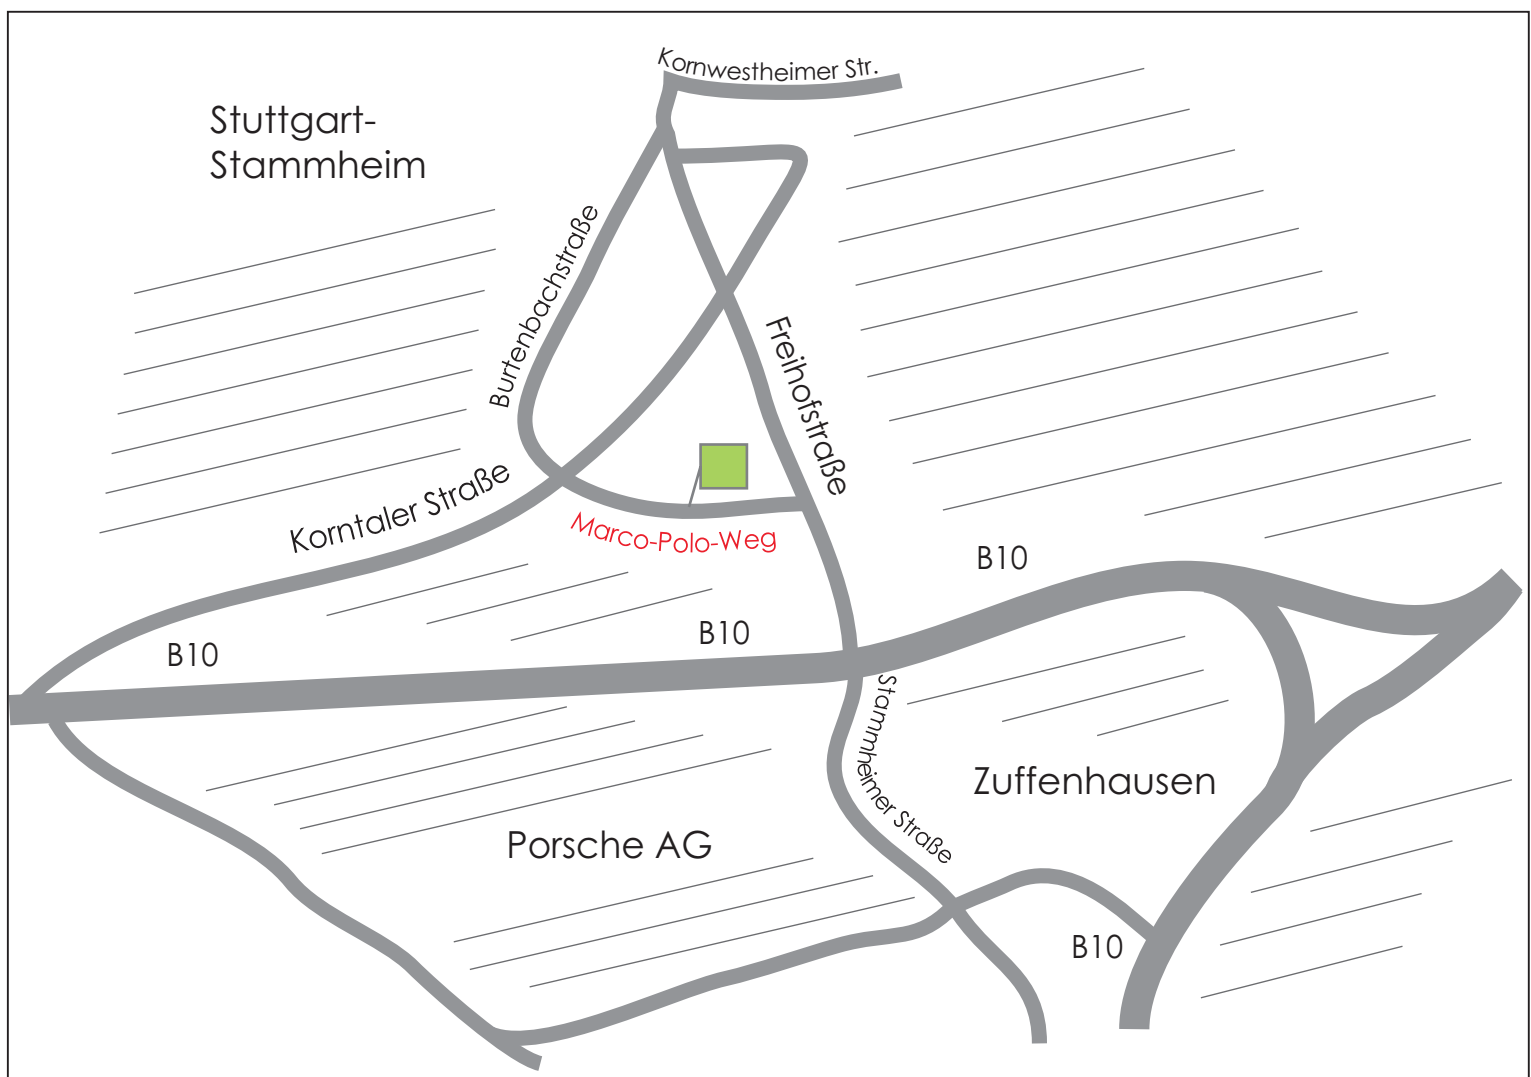 Kornwestheimer Str.
Stuttgart-
Stammheim
Burtenbachstraße
Freihofstraße
Korntaler Straße
Marco-Polo-Weg
B10
B10
B10
Stammheimer Straße
Zuffenhausen
Porsche AG
B10